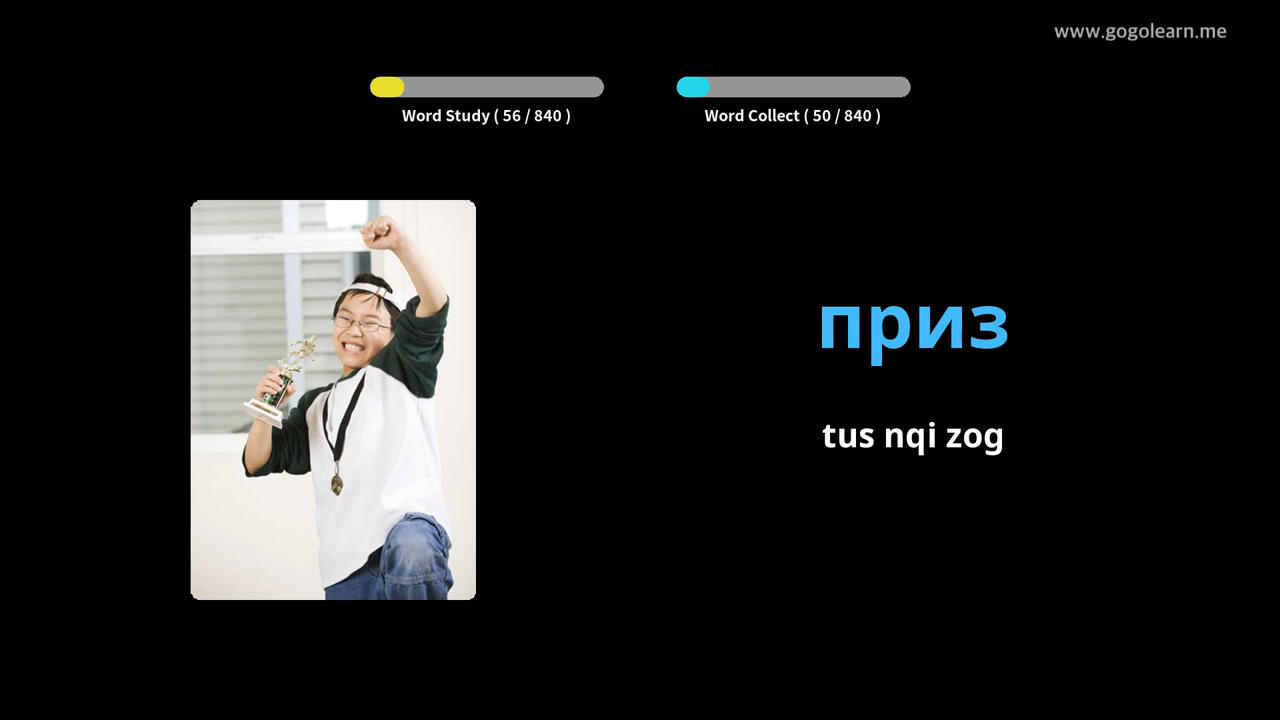 www.gogolearn.me
Word Study ( 56 / 840 )
Word Collect ( 50 / 840 )
приз
tus nqi zog